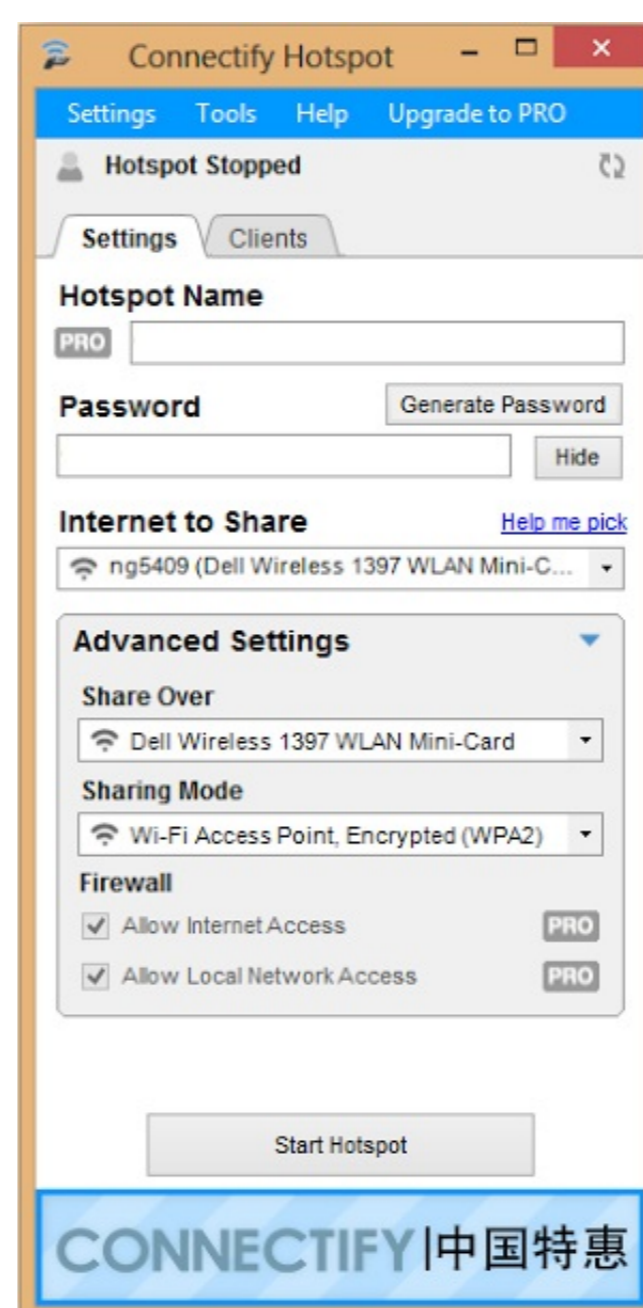 Connectify Hotspot
Settings Tools Help Upgrade to PRO
Hotspot Stopped
Settings Clients
Hotspot Name
PRO
Password Generate Password
Hide
Internet to Share Help me pick
ng5409 (Dell Wireless 1397 WLAN Mini-C...
Advanced Settings
Share Over
Dell Wireless 1397 WLAN Mini-Card
Sharing Mode
Wi-Fi Access Point, Encrypted (WPA2)
Firewall
Allow Internet Access PRO
Allow Local Network Access PRO
Start Hotspot
CONNECTIFY|中国特惠